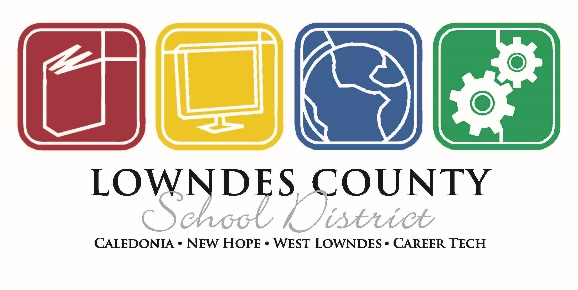 LOWNDES COUNTY
School District
CALEDONIA • NEW HOPE • WEST LOWNDES • CAREER TECH